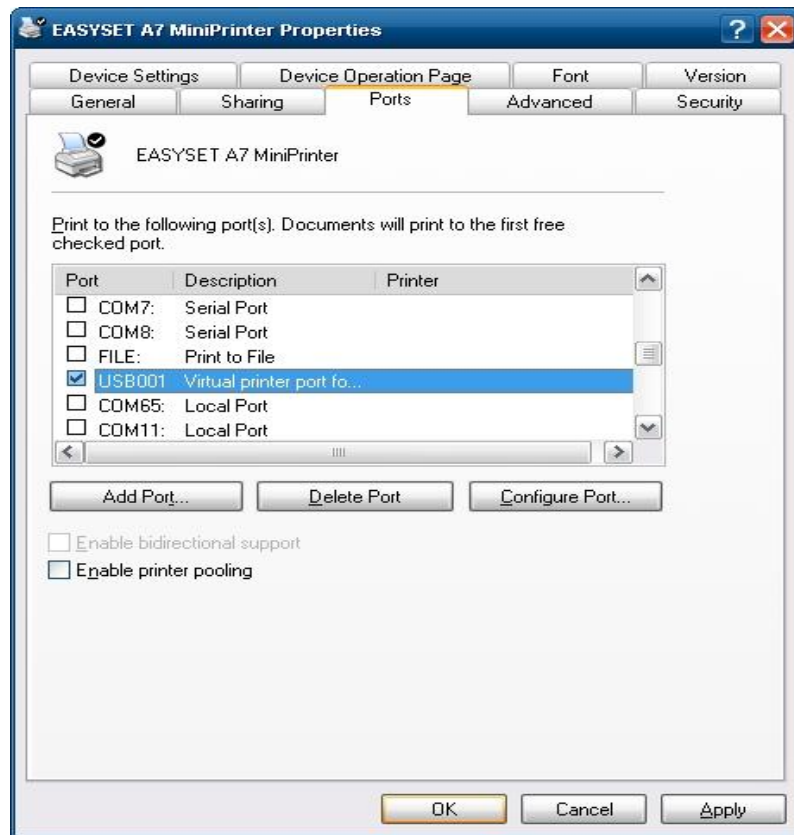 EASYSET A7 MiniPrinter Properties
Device Settings Device Operation Page Font Version
General Sharing Ports Advanced Security
EASYSET A7 MiniPrinter
Print to the following port(s). Documents will print to the first free
checked port.
Port Description Printer
COM7: Serial Port
COM8: Serial Port
FILE: Print to File
USB001 Virtual printer port fo...
COM65: Local Port
COM11: Local Port
Add Port... Delete Port Configure Port...
Enable bidirectional support
Enable printer pooling
OK Cancel Apply